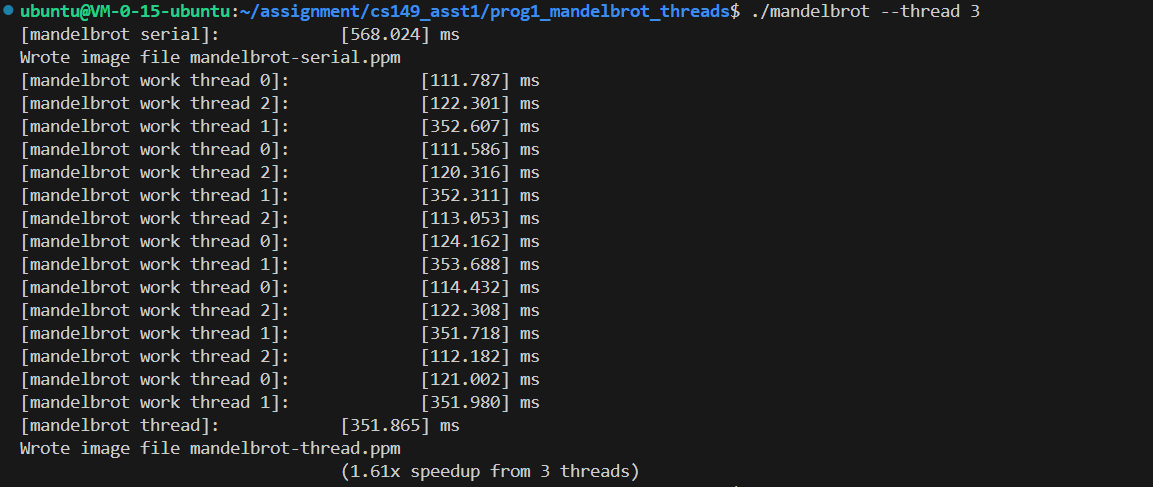 ubuntu@VM-0-15-ubuntu:~/assignment/cs149_asst1/prog1_mandelbrot_threads$ ./mandelbrot --thread 3
[mandelbrot serial]: [568.024] ms
Wrote image file mandelbrot-serial.ppm
[mandelbrot work thread 0]: [111.787] ms
[mandelbrot work thread 2]: [122.301] ms
[mandelbrot work thread 1]: [352.607] ms
[mandelbrot work thread 0]: [111.586] ms
[mandelbrot work thread 2]: [120.316] ms
[mandelbrot work thread 1]: [352.311] ms
[mandelbrot work thread 2]: [113.053] ms
[mandelbrot work thread 0]: [124.162] ms
[mandelbrot work thread 1]: [353.688] ms
[mandelbrot work thread 0]: [114.432] ms
[mandelbrot work thread 2]: [122.308] ms
[mandelbrot work thread 1]: [351.718] ms
[mandelbrot work thread 2]: [112.182] ms
[mandelbrot work thread 0]: [121.002] ms
[mandelbrot work thread 1]: [351.980] ms
[mandelbrot thread]: [351.865] ms
Wrote image file mandelbrot-thread.ppm
(1.61x speedup from 3 threads)